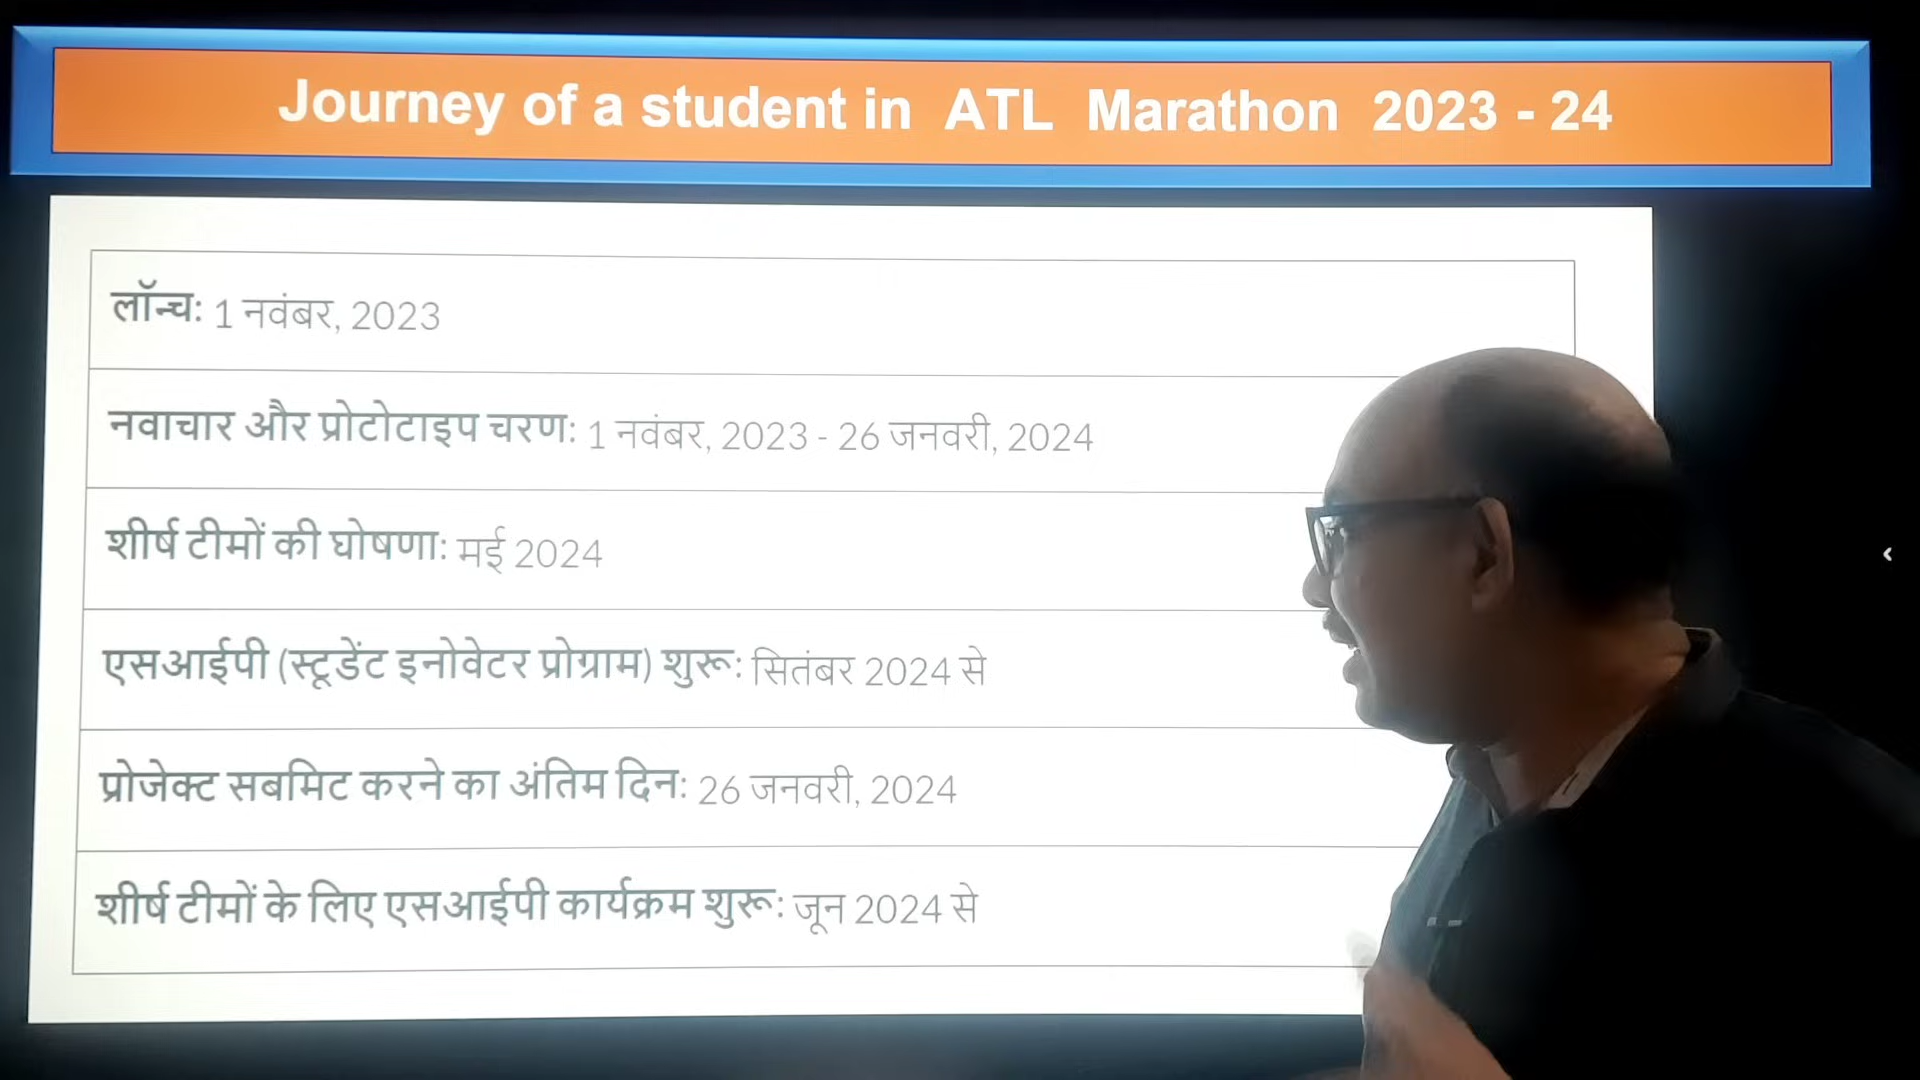 Journey of a student in ATL Marathon 2023 - 24
लॉन्च: 1 नवंबर, 2023
नवाचार और प्रोटोटाइप चरण: 1 नवंबर, 2023 - 26 जनवरी, 2024
शीर्ष टीमों की घोषणा: मई 2024
एसआईपी (स्टूडेंट इनोवेटर प्रोग्राम) शुरू: सितंबर 2024 से
प्रोजेक्ट सबमिट करने का अंतिम दिन: 26 जनवरी, 2024
शीर्ष टीमों के लिए एसआईपी कार्यक्रम शुरू: जून 2024 से